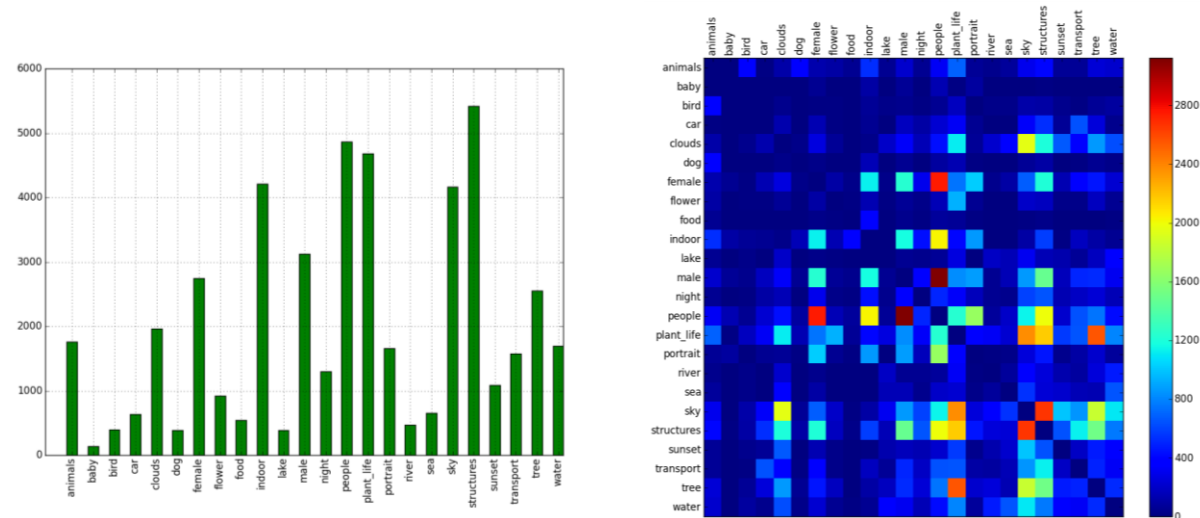 6000
5000
4000
3000
2000
1000
0
animals
baby
bird
car
clouds
dog
female
flower
food
indoor
lake
male
night
people
plant_life
portrait
river
sea
sky
structures
sunset
transport
tree
water
animals
baby
bird
car
clouds
dog
female
flower
food
indoor
lake
male
night
people
plant_life
portrait
river
sea
sky
structures
sunset
transport
tree
water
animals
baby
bird
car
clouds
dog
female
flower
food
indoor
lake
male
night
people
plant_life
portrait
river
sea
sky
structures
sunset
transport
tree
water
2800
2400
2000
1600
1200
800
400
0